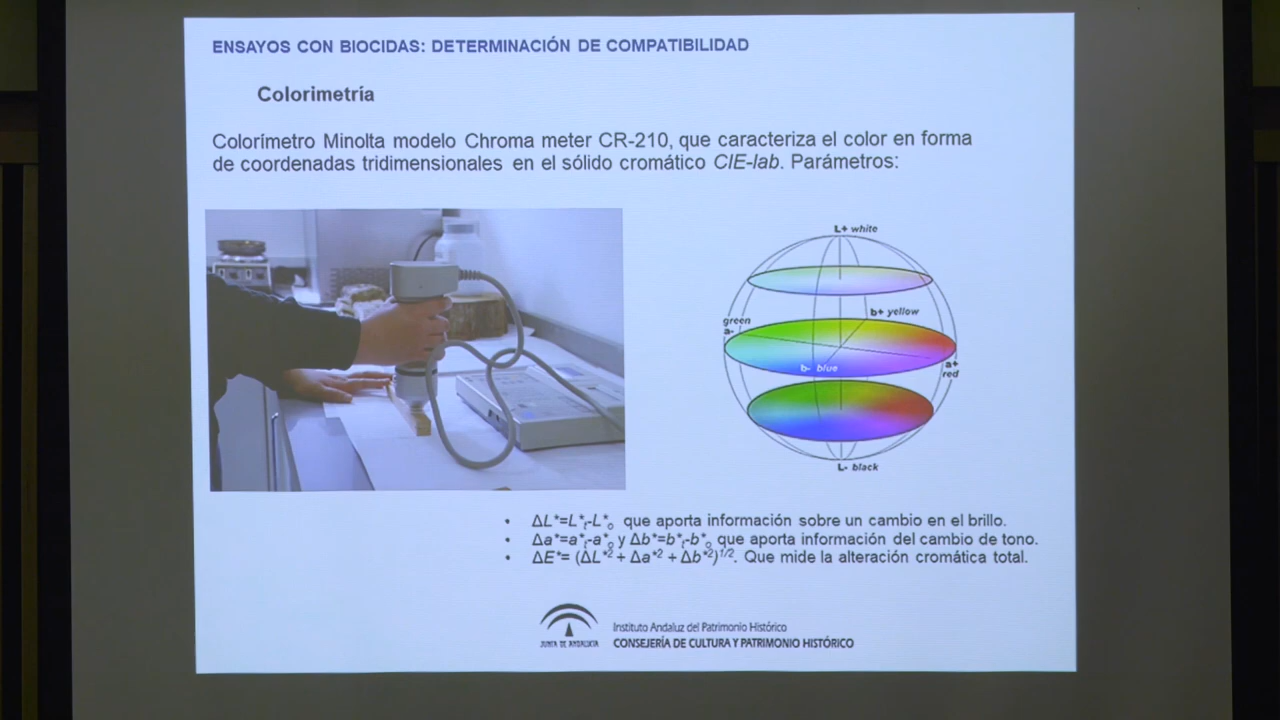 ENSAYOS CON BIOCIDAS: DETERMINACIÓN DE COMPATIBILIDAD
Colorimetría
Colorímetro Minolta modelo Chroma meter CR-210, que caracteriza el color en forma
de coordenadas tridimensionales en el sólido cromático CIE-lab. Parámetros:
L+ white
b+ yellow
green
a-
b- blue
a+
red
L- black
• ΔL*=L*t-L*o que aporta información sobre un cambio en el brillo.
• Δa*=a*t-a*o y Δb*=b*t-b*o que aporta información del cambio de tono.
• ΔE*= (ΔL*2 + Δa*2 + Δb*2)1/2. Que mide la alteración cromática total.
JUNTA DE ANDALUCIA
Instituto Andaluz del Patrimonio Histórico
CONSEJERÍA DE CULTURA Y PATRIMONIO HISTÓRICO